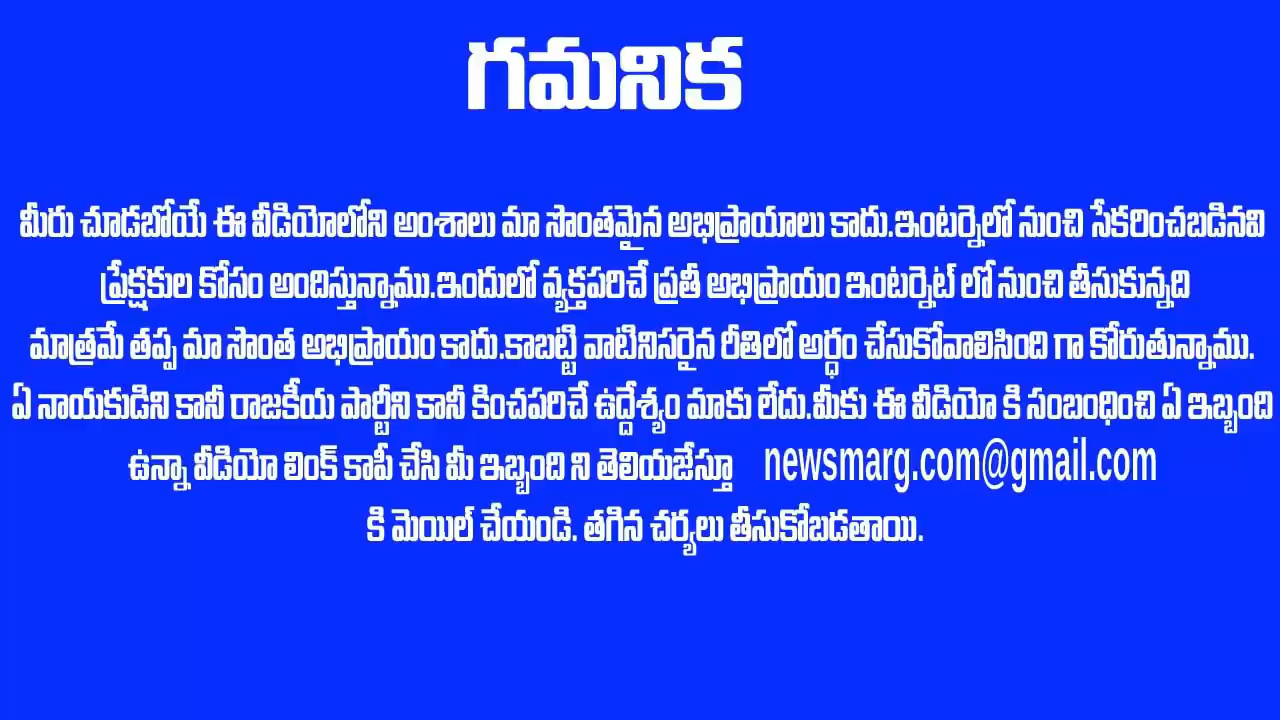 గమనిక
మీరు చూడబోయే ఈ వీడియోలోని అంశాలు మా సొంతమైన అభిప్రాయాలు కాదు.ఇంటర్నెలో నుంచి సేకరించబడినవి
ప్రేక్షకుల కోసం అందిస్తున్నాము.ఇందులో వ్యక్తపరిచే ప్రతీ అభిప్రాయం ఇంటర్నెట్ లో నుంచి తీసుకున్నది
మాత్రమే తప్ప మా సొంత అభిప్రాయం కాదు.కాబట్టి వాటినిసరైన రీతిలో అర్ధం చేసుకోవాలిసింది గా కోరుతున్నాము.
ఏ నాయకుడిని కానీ రాజకీయ పార్టీని కానీ కించపరిచే ఉద్దేశ్యం మాకు లేదు.మీకు ఈ వీడియో కి సంబంధించి ఏ ఇబ్బంది
ఉన్నా వీడియో లింక్ కాపీ చేసి మీ ఇబ్బంది ని తెలియజేస్తూ newsmarg.com@gmail.com
కి మెయిల్ చేయండి. తగిన చర్యలు తీసుకోబడతాయి.